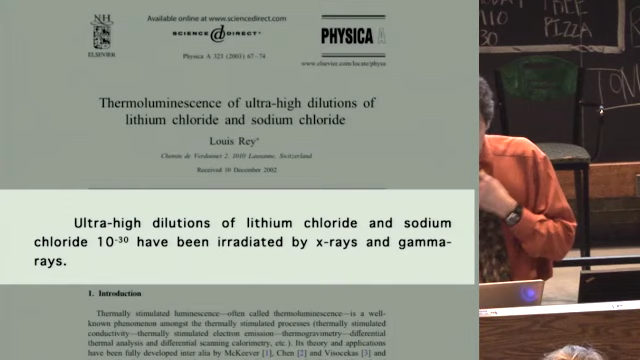 NH
ELSEVIER
Available online at www.sciencedirect.com
SCIENCE DIRECT®
Physica A 323 (2003) 67–74
PHYSICA A
www.elsevier.com/locate/physa
Thermoluminescence of ultra-high dilutions of
lithium chloride and sodium chloride
Louis Rey*
Chemin de Verdonnet 2, 1010 Lausanne, Switzerland
Received 10 December 2002
Ultra-high dilutions of lithium chloride and sodium
chloride 10-30 have been irradiated by x-rays and gamma-
rays.
1. Introduction
Thermally stimulated luminescence—often called thermoluminescence—is a well-
known phenomenon amongst the thermally stimulated processes (thermally stimulated
conductivity—thermally stimulated electron emission—thermogravimetry—differential
thermal analysis and differential scanning calorimetry, etc.). Its theory and applications
have been fully developed inter alia by McKeever [1], Chen [2] and Visocekas [3] and
FREE
PIZZA
110
30